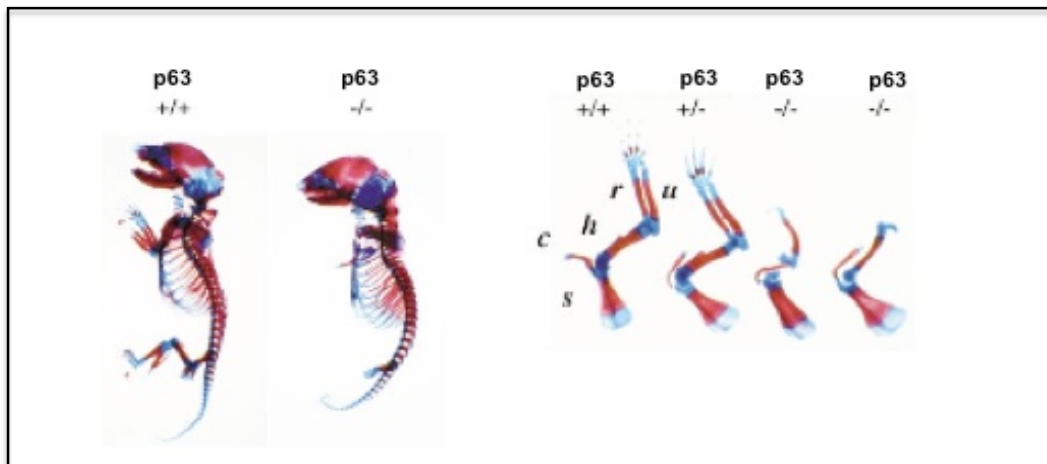 p63 p63 p63 p63 p63 p63
+/+ -/- +/+ +/- -/- -/-
r u
h
c
s